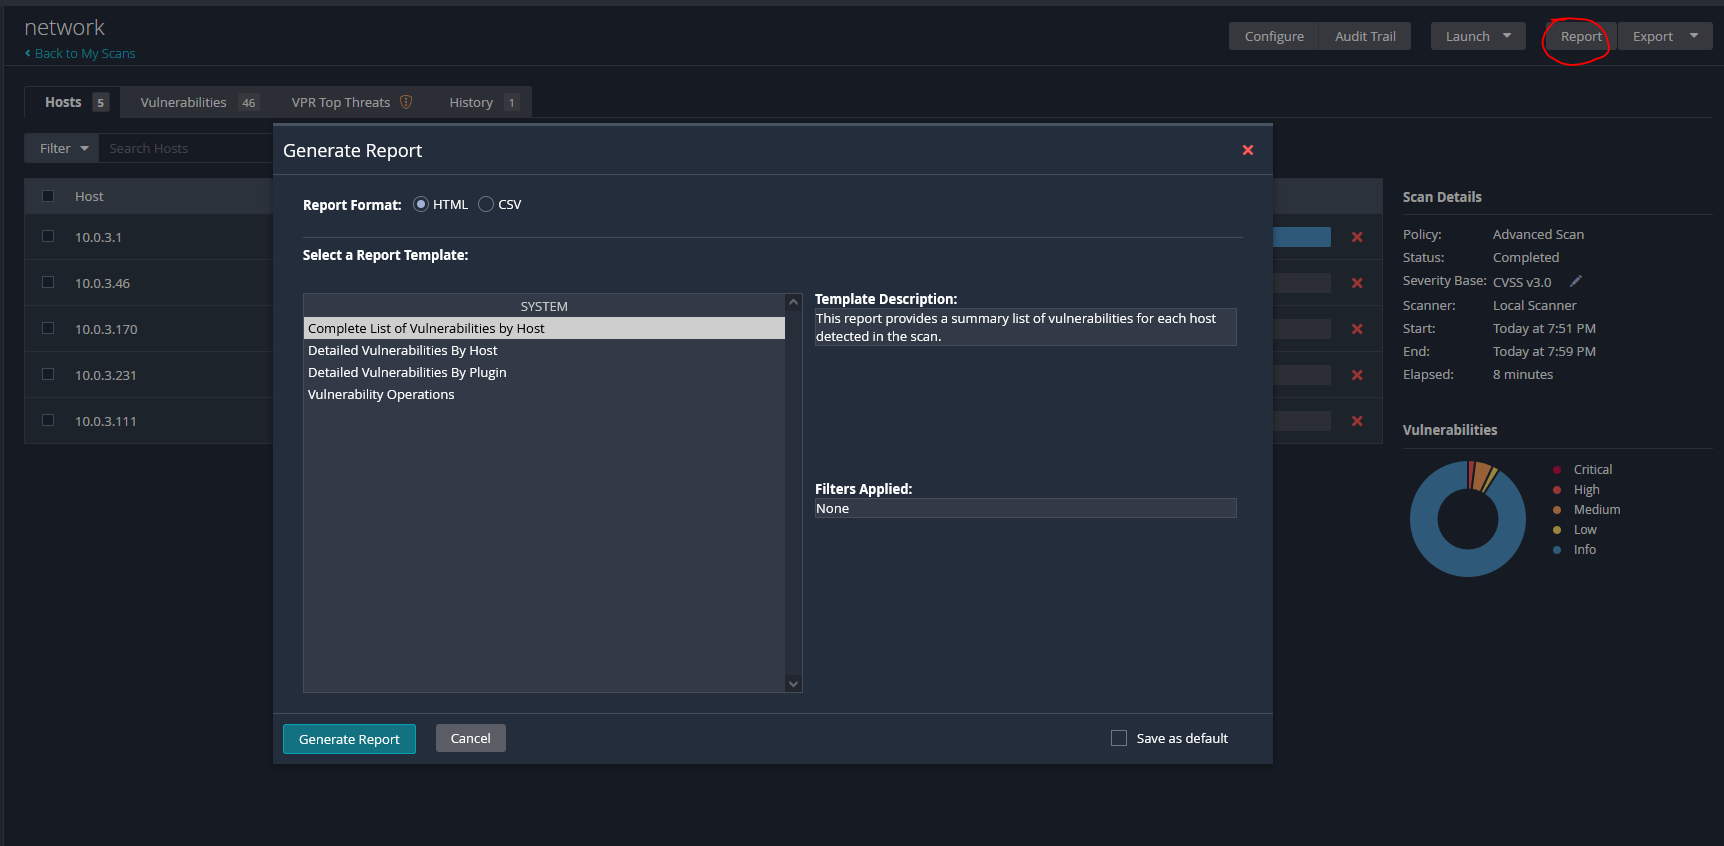 network
Back to My Scans
Configure Audit Trail Launch Report Export
Hosts 5 Vulnerabilities 46 VPR Top Threats History 1
Filter Search Hosts
Host
10.0.3.1
10.0.3.46
10.0.3.170
10.0.3.231
10.0.3.111
Generate Report
Report Format: HTML CSV
Select a Report Template:
SYSTEM
Complete List of Vulnerabilities by Host
Detailed Vulnerabilities By Host
Detailed Vulnerabilities By Plugin
Vulnerability Operations
Template Description:
This report provides a summary list of vulnerabilities for each host
detected in the scan.
Filters Applied:
None
Generate Report Cancel Save as default
Scan Details
Policy: Advanced Scan
Status: Completed
Severity Base: CVSS v3.0
Scanner: Local Scanner
Start: Today at 7:51 PM
End: Today at 7:59 PM
Elapsed: 8 minutes
Vulnerabilities
Critical
High
Medium
Low
Info